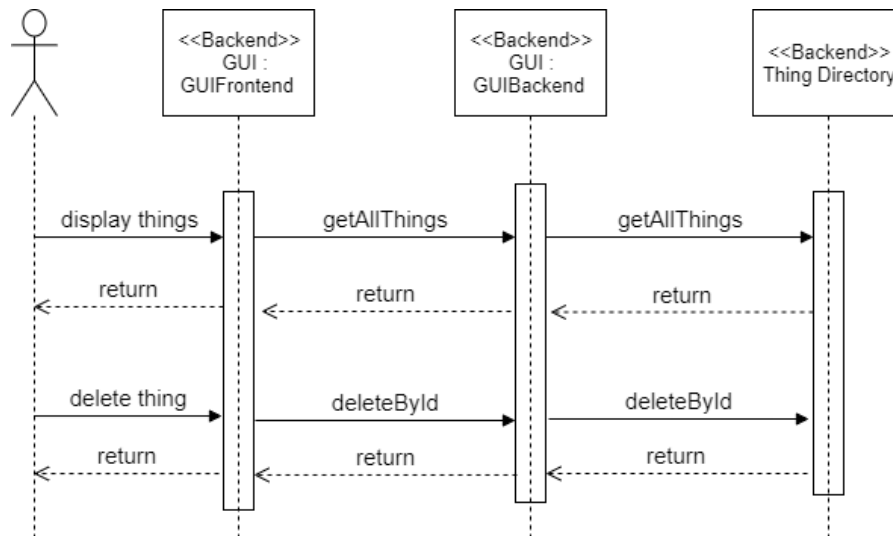 <<Backend>>
GUI :
GUIFrontend
<<Backend>>
GUI :
GUIBackend
<<Backend>>
Thing Directory
display things
getAllThings
getAllThings
return
return
return
delete thing
deleteById
deleteById
return
return
return